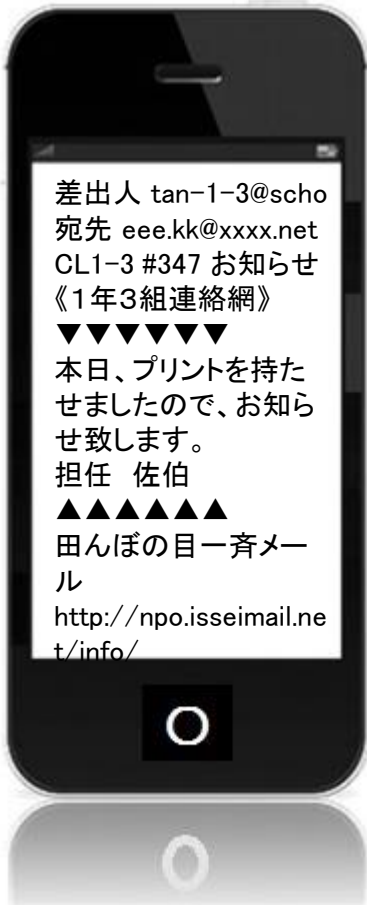 差出人 tan-1-3@scho
宛先 eee.kk@xxxx.net
CL1-3 #347 お知らせ
《１年３組連絡網》
▼▼▼▼▼▼
本日、プリントを持た
せましたので、お知ら
せ致します。
担任　佐伯
▲▲▲▲▲▲
田んぼの目一斉メー
ル
http://npo.isseimail.ne
t/info/